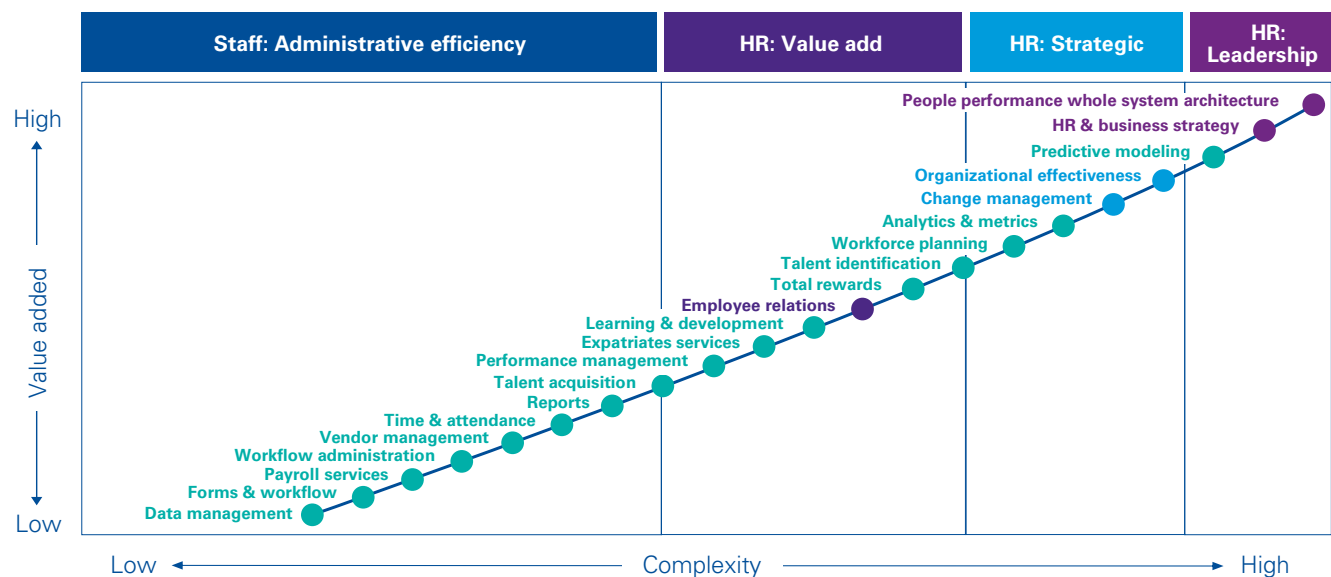 Staff: Administrative efficiency
HR: Value add
HR: Strategic
HR:
Leadership
High
Value added
Low
People performance whole system architecture
HR & business strategy
Predictive modeling
Organizational effectiveness
Change management
Analytics & metrics
Workforce planning
Talent identification
Total rewards
Employee relations
Learning & development
Expatriates services
Performance management
Talent acquisition
Reports
Time & attendance
Vendor management
Workflow administration
Payroll services
Forms & workflow
Data management
Low
Complexity
High